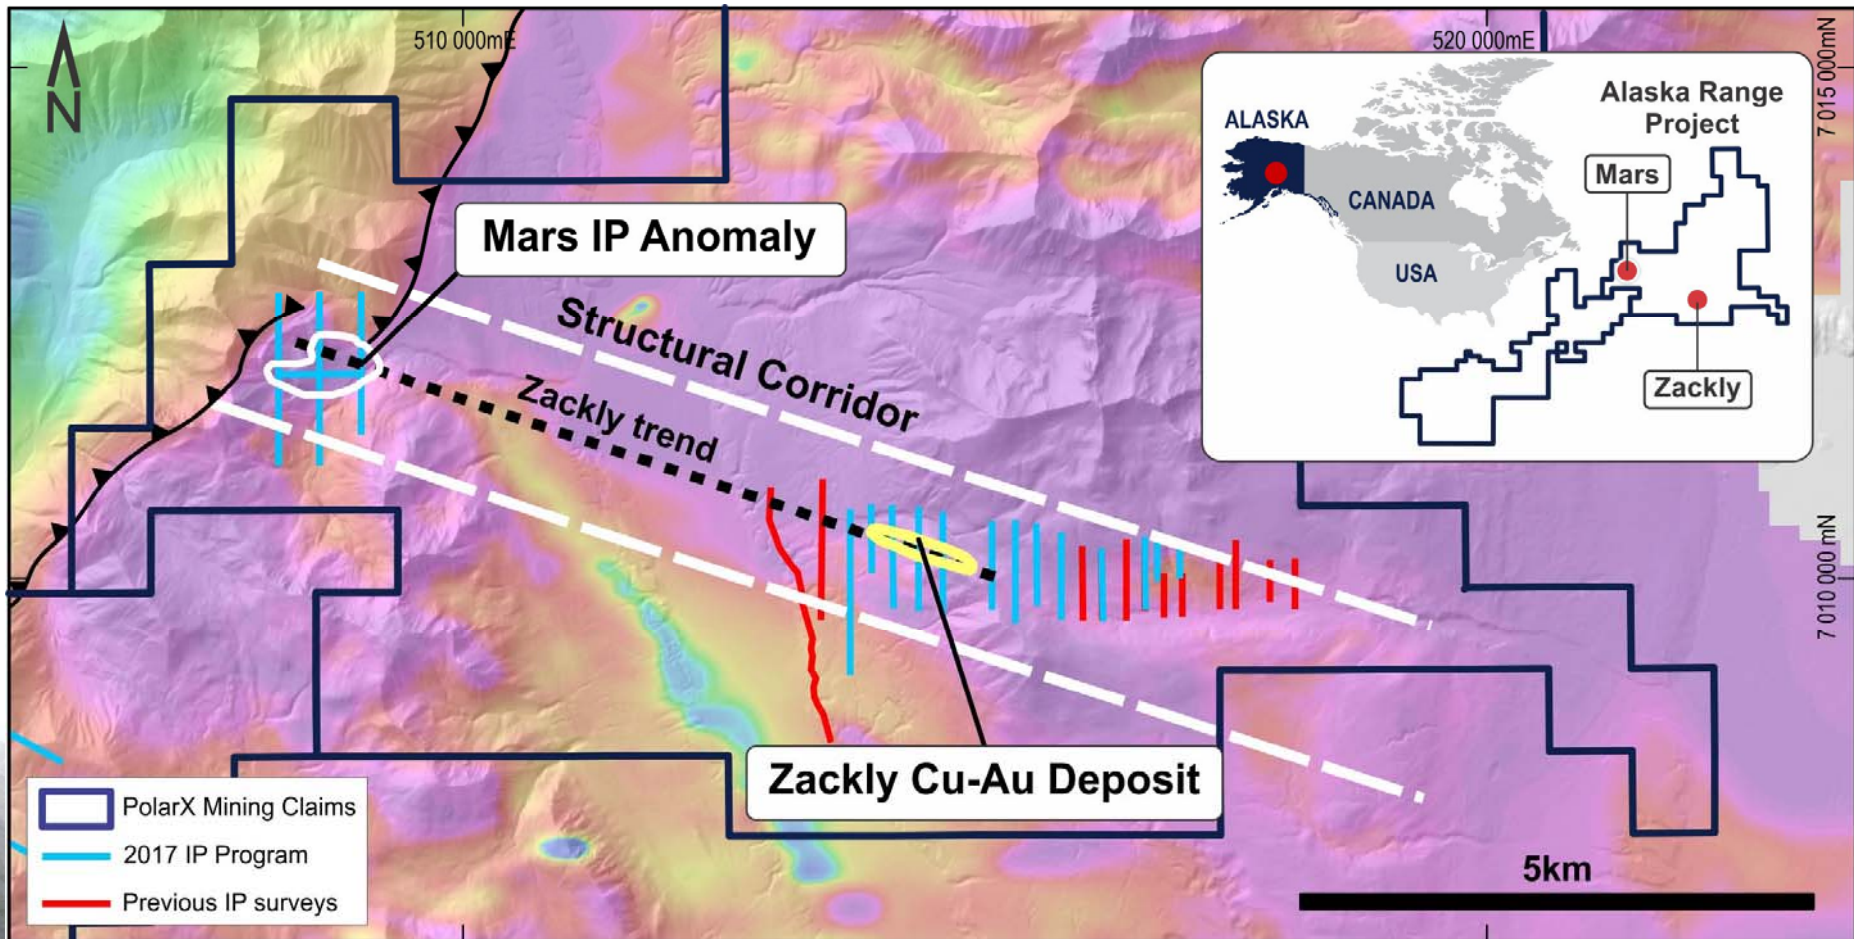 510 000mE
520 000mE
7 015 000mN
N
Alaska Range
Project
ALASKA
Mars
CANADA
USA
Zackly
Mars IP Anomaly
Structural Corridor
Zackly trend
7 010 000 mN
Zackly Cu-Au Deposit
PolarX Mining Claims
2017 IP Program
Previous IP surveys
5km